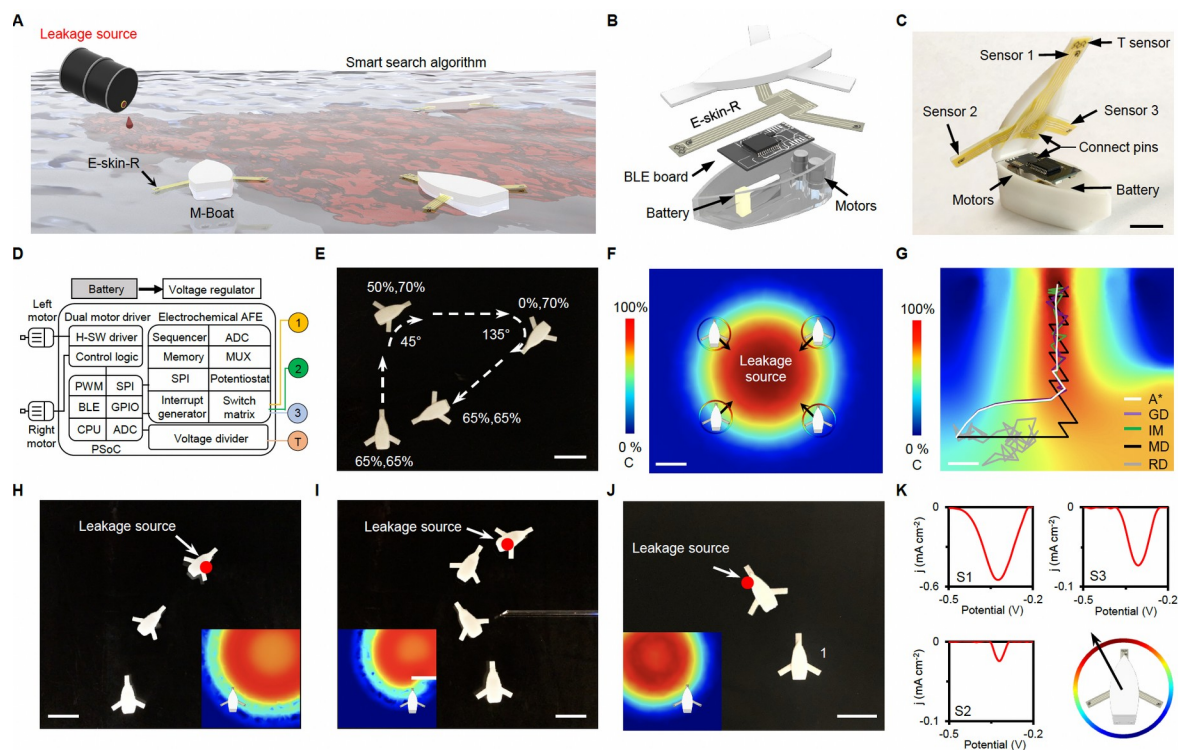 A
Leakage source
Smart search algorithm
E-skin-R
M-Boat
B
E-skin-R
BLE board
Battery
Motors
C
T sensor
Sensor 1
Sensor 2
Sensor 3
Connect pins
Motors
Battery
D
Battery
Voltage regulator
Left
motor
Dual motor driver
Electrochemical AFE
H-SW driver
Control logic
Sequencer
ADC
Memory
MUX
SPI
Potentiostat
Interrupt
generator
Switch
matrix
PWM
SPI
BLE
GPIO
CPU
ADC
Voltage divider
PSoC
Right
motor
1
2
3
T
E
50%,70%
0%,70%
45°
135°
65%,65%
65%,65%
F
100%
0 %
C
Leakage
source
G
100%
0 %
C
A*
GD
IM
MD
RD
H
Leakage source
I
Leakage source
J
Leakage source
1
K
j (mA cm-2)
0
-0.6
S1
-0.5
-0.2
Potential (V)
j (mA cm-2)
0
-0.1
S3
-0.5
-0.2
Potential (V)
j (mA cm-2)
0
-0.1
S2
-0.5
-0.2
Potential (V)